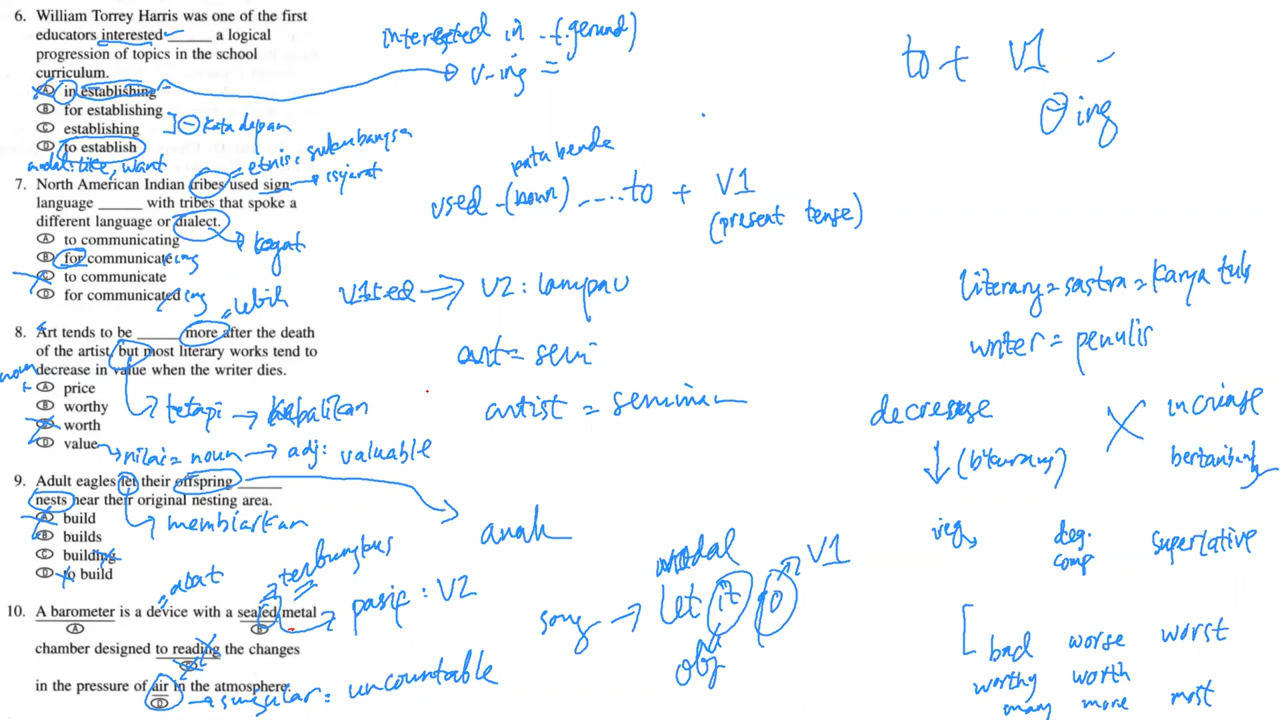 6. William Torrey Harris was one of the first
educators interested ______ a logical
progression of topics in the school
curriculum.
A in establishing
B for establishing
C establishing
D to establish
interested in - (gerund)
v-ing =
to + V1
ing
kata depan
modal: like, want
= etnis = suku bangsa
isyarat
7. North American Indian tribes used sign
language ______ with tribes that spoke a
different language or dialect.
A to communicating
B for communicate ing
C to communicate
D for communicated ing
kata benda
used - (noun) ..... to + V1
(present tense)
logat
V1+ed => V2 : lampau
= lebih
literary = sastra = karya tulis
writer = penulis
8. Art tends to be ______ more after the death
of the artist, but most literary works tend to
decrease in value when the writer dies.
A price
B worthy
C worth
D value
noun
art = seni
artist = seniman
tetapi → kebalikan
nilai = noun → adj: valuable
decrease X increase
(berkurang) bertambah
9. Adult eagles let their offspring ______
nests near their original nesting area.
A build
B builds
C building
D to build
membiarkan
anak
modal
song → let it go V1
obj
reg. deg. comp superlative
bad worse worst
worthy worth
many more most
= alat
terbungkus
pasif : V2
10. A barometer is a device with a sealed metal
A B
chamber designed to reading the changes
C
in the pressure of air in the atmosphere.
D
singular = uncountable